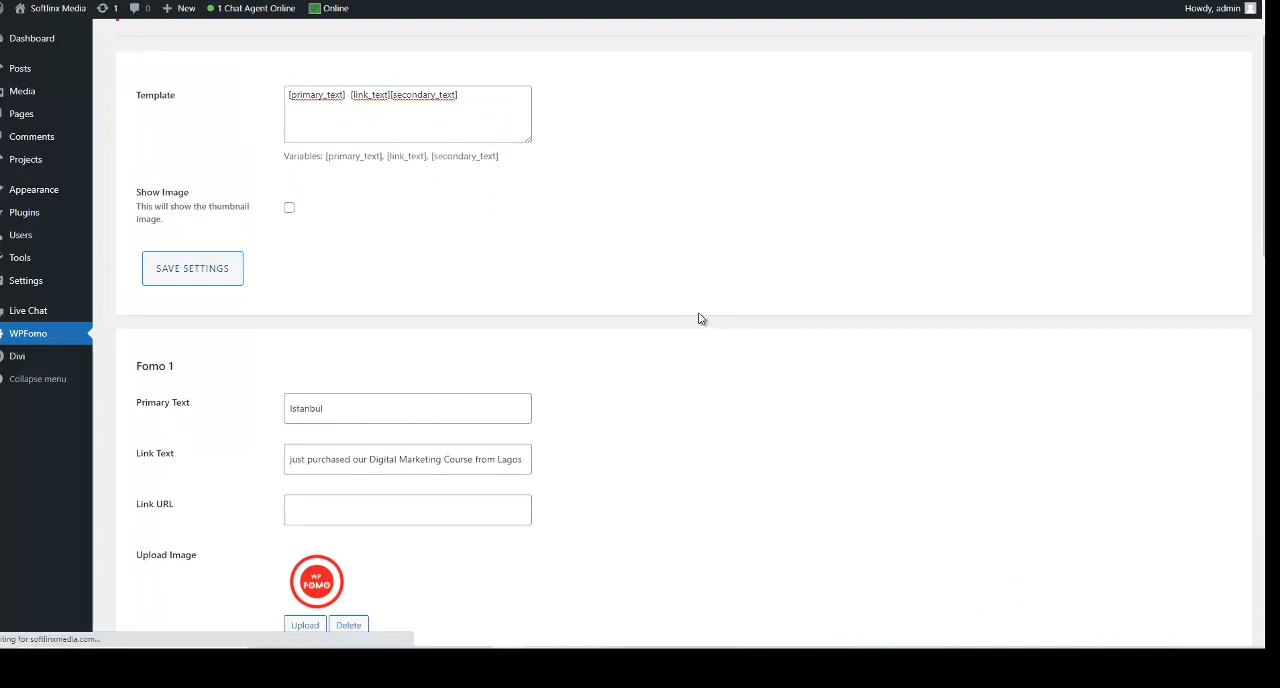 Softlinx Media 1 0 New 1 Chat Agent Online Online Howdy, admin
Dashboard
Posts
Media
Pages
Comments
Projects
Appearance
Plugins
Users
Tools
Settings
Live Chat
WPFomo
Divi
Collapse menu
Template
[primary_text] [link_text][secondary_text]
Variables: [primary_text], [link_text], [secondary_text]
Show Image
This will show the thumbnail
image.
SAVE SETTINGS
Fomo 1
Primary Text
Istanbul
Link Text
just purchased our Digital Marketing Course from Lagos
Link URL
Upload Image
WP
FOMO
Upload Delete
iting for softlinxmedia.com...